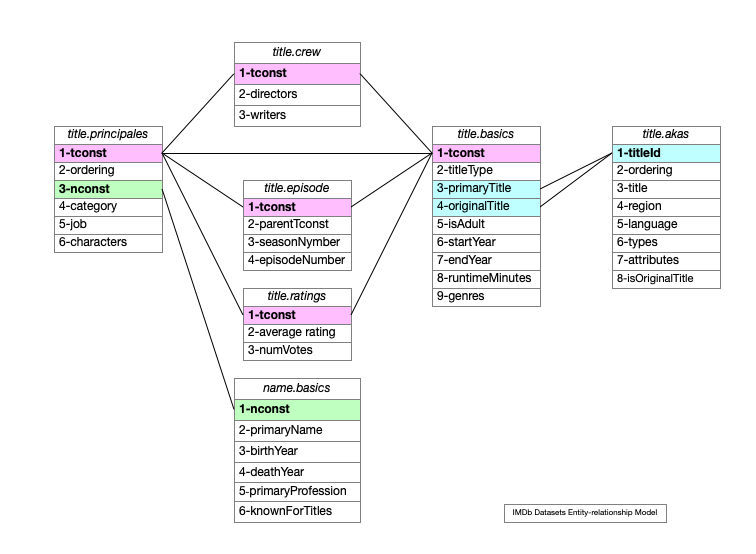 title.crew
1-tconst
2-directors
3-writers
title.principales
1-tconst
2-ordering
3-nconst
4-category
5-job
6-characters
title.episode
1-tconst
2-parentTconst
3-seasonNymber
4-episodeNumber
title.ratings
1-tconst
2-average rating
3-numVotes
name.basics
1-nconst
2-primaryName
3-birthYear
4-deathYear
5-primaryProfession
6-knownForTitles
title.basics
1-tconst
2-titleType
3-primaryTitle
4-originalTitle
5-isAdult
6-startYear
7-endYear
8-runtimeMinutes
9-genres
title.akas
1-titleId
2-ordering
3-title
4-region
5-language
6-types
7-attributes
8-isOriginalTitle
IMDb Datasets Entity-relationship Model